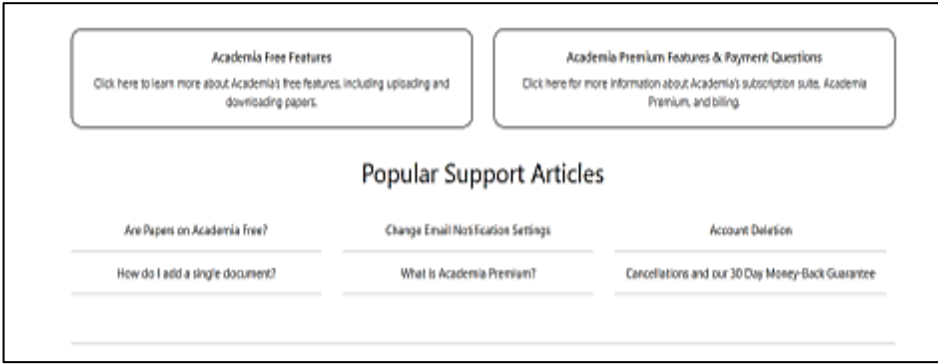 Academia Free Features
Click here to learn more about Academia's free features, including uploading and
downloading papers.
Academia Premium Features & Payment Questions
Click here for more information about Academia's subscription suite, Academia
Premium, and billing.
Popular Support Articles
Are Papers on Academia Free?
Change Email Notification Settings
Account Deletion
How do I add a single document?
What is Academia Premium?
Cancellations and our 30 Day Money-Back Guarantee